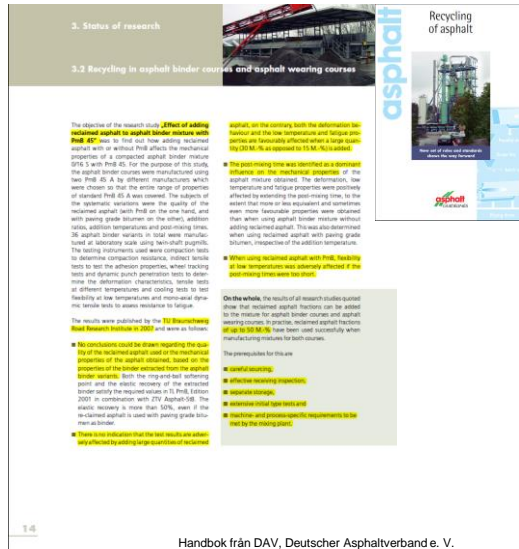 3. Status of research
3.2 Recycling in asphalt binder courses and asphalt wearing courses
The objective of the research study „Effect of adding
reclaimed asphalt to asphalt binder mixture with
PmB 45" was to find out how adding reclaimed
asphalt with or without PmB affects the mechanical
properties of a compacted asphalt binder mixture
0/16 S with PmB 45. For the purpose of this study,
the asphalt binder courses were manufactured using
two PmB 45 A by different manufacturers which
were chosen so that the entire range of properties
of standard PmB 45 A was covered. The subjects of
the systematic variations were the quality of the
reclaimed asphalt (with PmB on the one hand, and
with paving grade bitumen on the other), addition
ratios, addition temperatures and post-mixing times.
36 asphalt binder variants in total were manufac-
tured at laboratory scale using twin-shaft pugmills.
The testing instruments used were compaction tests
to determine compaction resistance, indirect tensile
tests to test the adhesion properties, wheel tracking
tests and dynamic punch penetration tests to deter-
mine the deformation characteristics, tensile tests
at different temperatures and cooling tests to test
flexibility at low temperatures and mono-axial dyna-
mic tensile tests to assess resistance to fatigue.
The results were published by the TU Braunschweig
Road Research Institute in 2007 and were as follows:
■ No conclusions could be drawn regarding the qua-
lity of the reclaimed asphalt used or the mechanical
properties of the asphalt obtained, based on the
properties of the binder extracted from the asphalt
binder variants. Both the ring-and-ball softening
point and the elastic recovery of the extracted
binder satisfy the required values in TL PmB, Edition
2001 in combination with ZTV Asphalt-StB. The
elastic recovery is more than 50%, even if the
re-claimed asphalt is used with paving grade bitu-
men as binder.
■ There is no indication that the test results are adver-
sely affected by adding large quantities of reclaimed
asphalt, on the contrary, both the deformation be-
haviour and the low temperature and fatigue pro-
perties are favourably affected when a large quan-
tity (30 M.-% as opposed to 15 M.-%) is added.
■ The post-mixing time was identified as a dominant
influence on the mechanical properties of the
asphalt mixture obtained. The deformation, low
temperature and fatigue properties were positively
affected by extending the post-mixing time, to the
extent that more or less equivalent and sometimes
even more favourable properties were obtained
than when using asphalt binder mixture without
adding reclaimed asphalt. This was also determined
when using reclaimed asphalt with paving grade
bitumen, irrespective of the addition temperature.
■ When using reclaimed asphalt with PmB, flexibility
at low temperatures was adversely affected if the
post-mixing times were too short.
On the whole, the results of all research studies quoted
show that reclaimed asphalt fractions can be added
to the mixture for asphalt binder courses and asphalt
wearing courses. In practise, reclaimed asphalt fractions
of up to 50 M.-% have been used successfully when
manufacturing mixtures for both courses.
The prerequisites for this are
■ careful sourcing,
■ effective receiving inspection,
■ separate storage,
■ extensive initial type tests and
■ machine- and process-specific requirements to be
met by the mixing plant.
14
asphalt
Recycling
of asphalt
New set of rules and standards
shows the way forward
asphalt
Handbok från DAV, Deutscher Asphaltverband e. V.